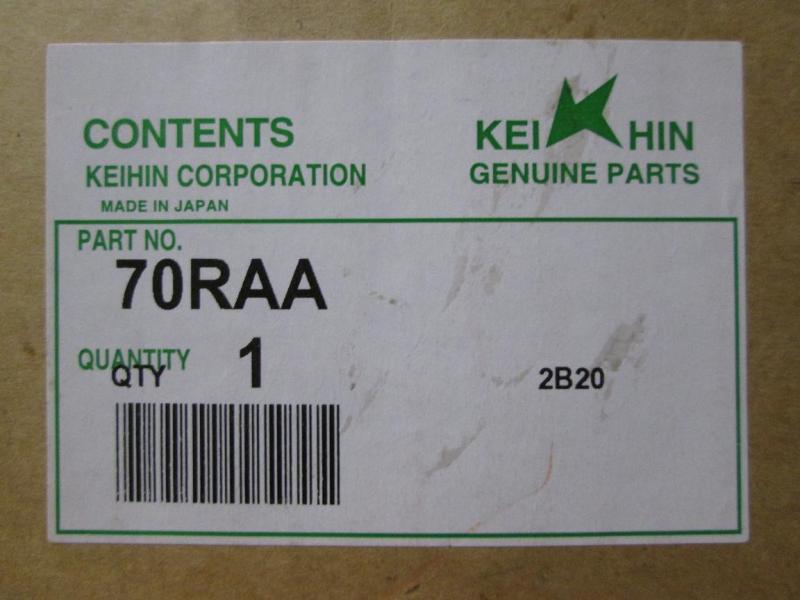 CONTENTS
KEIHIN CORPORATION
MADE IN JAPAN
KEIHIN
GENUINE PARTS
PART NO.
70RAA
QUANTITY
QTY 1
2B20